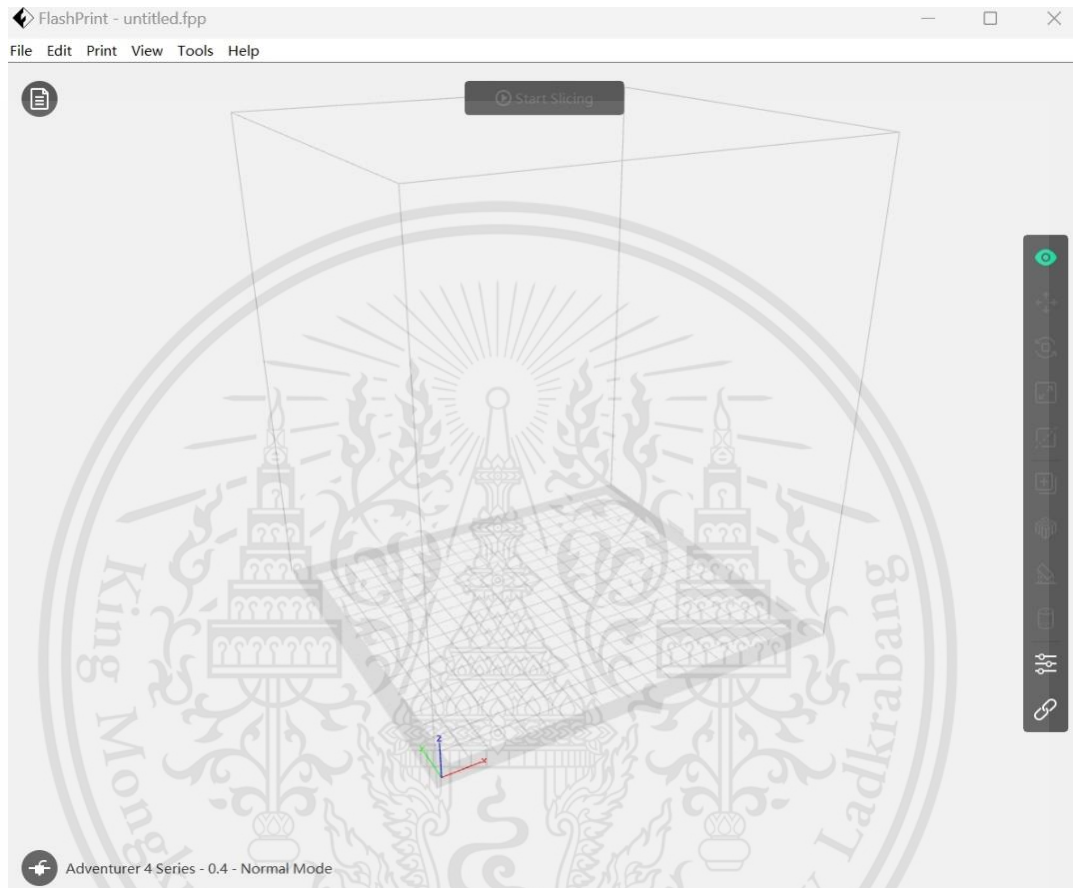 FlashPrint - untitled.fpp
File Edit Print View Tools Help
Start Slicing
King Mongk
Ladkrabang
z
x
Adventurer 4 Series - 0.4 - Normal Mode